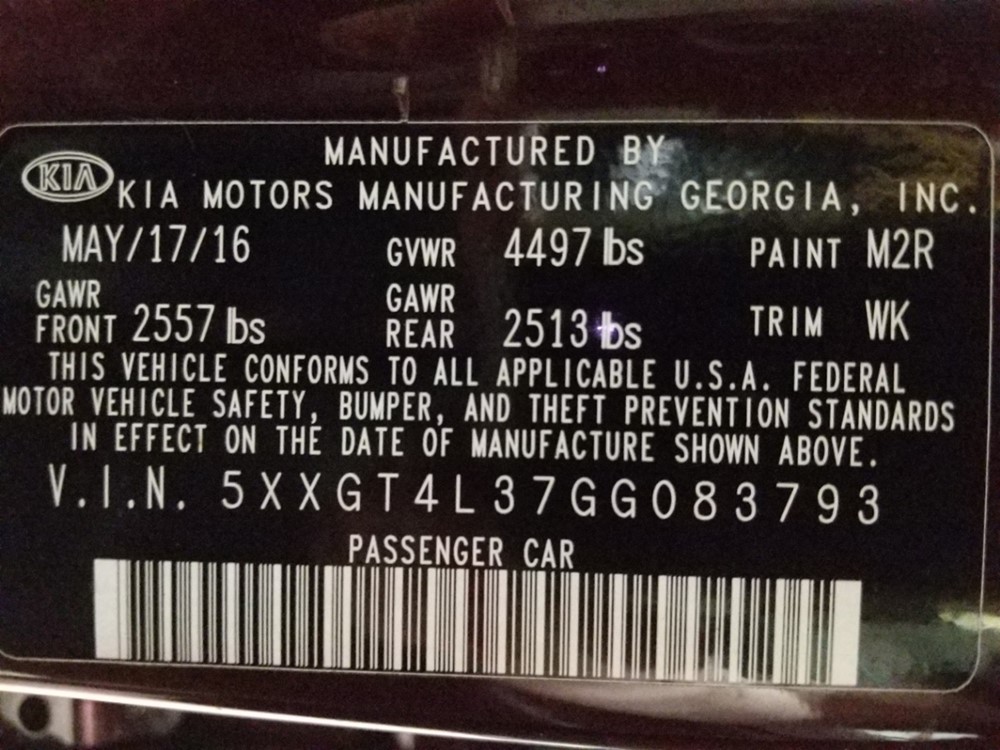 MANUFACTURED BY
KIA KIA MOTORS MANUFACTURING GEORGIA, INC.
MAY/17/16 GVWR 4497 lbs PAINT M2R
GAWR FRONT 2557 lbs GAWR REAR 2513 lbs TRIM WK
THIS VEHICLE CONFORMS TO ALL APPLICABLE U.S.A. FEDERAL
MOTOR VEHICLE SAFETY, BUMPER, AND THEFT PREVENTION STANDARDS
IN EFFECT ON THE DATE OF MANUFACTURE SHOWN ABOVE.
V.I.N. 5XXGT4L37GG083793
PASSENGER CAR